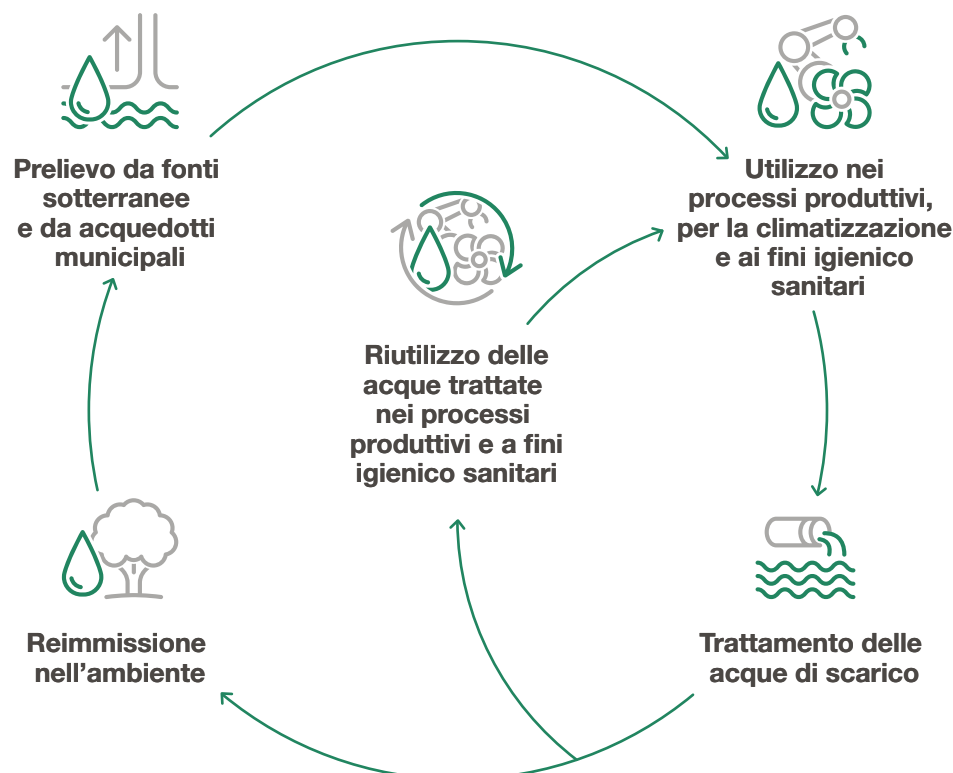 Prelievo da fonti
sotterranee
e da acquedotti
municipali
Utilizzo nei
processi produttivi,
per la climatizzazione
e ai fini igienico
sanitari
Riutilizzo delle
acque trattate
nei processi
produttivi e a fini
igienico sanitari
Reimmissione
nell’ambiente
Trattamento delle
acque di scarico